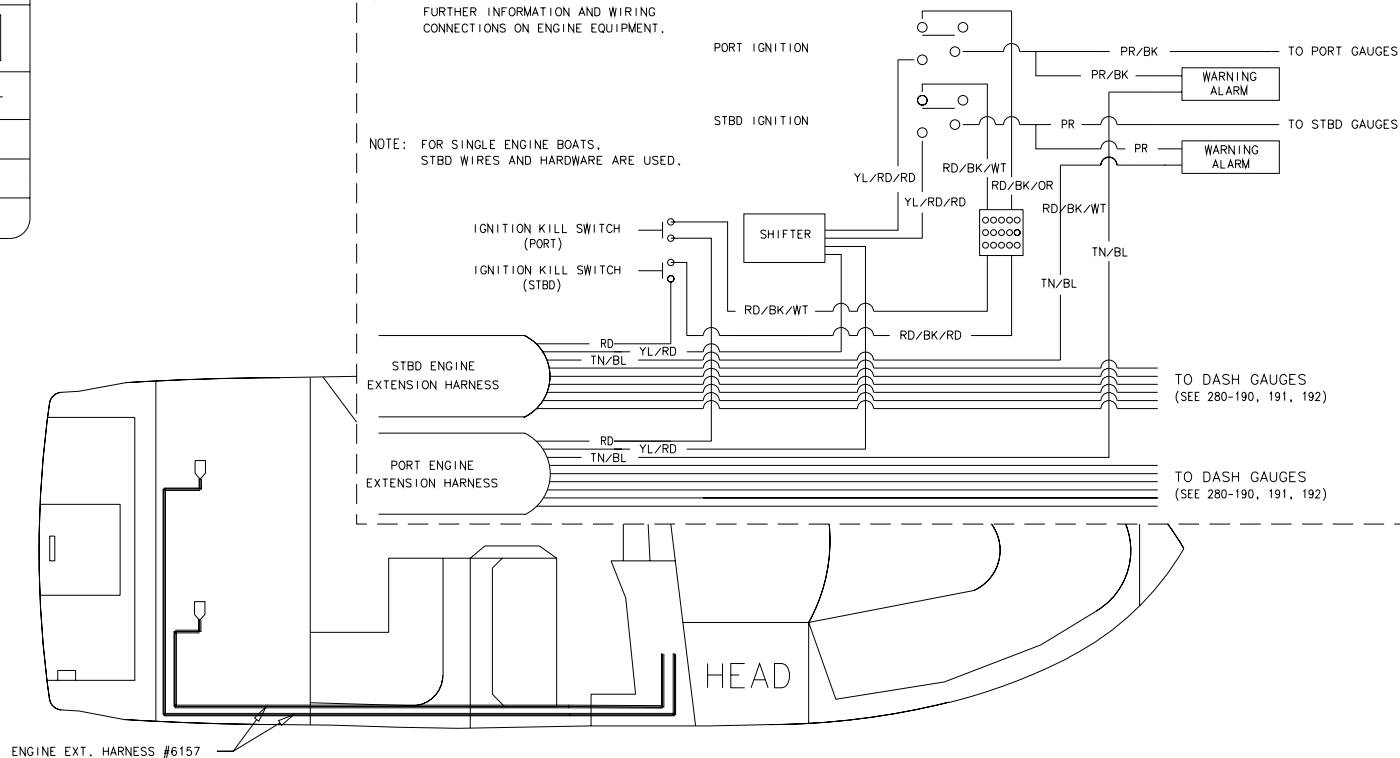 FURTHER INFORMATION AND WIRING
CONNECTIONS ON ENGINE EQUIPMENT.
PORT IGNITION
PR/BK
TO PORT GAUGES
PR/BK
WARNING
ALARM
STBD IGNITION
PR
TO STBD GAUGES
PR
WARNING
ALARM
NOTE: FOR SINGLE ENGINE BOATS,
STBD WIRES AND HARDWARE ARE USED.
YL/RD/RD
RD/BK/WT
RD/BK/OR
YL/RD/RD
RD/BK/WT
IGNITION KILL SWITCH
(PORT)
SHIFTER
TN/BL
IGNITION KILL SWITCH
(STBD)
TN/BL
RD/BK/WT
RD/BK/RD
RD
YL/RD
TN/BL
STBD ENGINE
EXTENSION HARNESS
TO DASH GAUGES
(SEE 280-190, 191, 192)
RD
YL/RD
TN/BL
PORT ENGINE
EXTENSION HARNESS
TO DASH GAUGES
(SEE 280-190, 191, 192)
HEAD
ENGINE EXT. HARNESS #6157